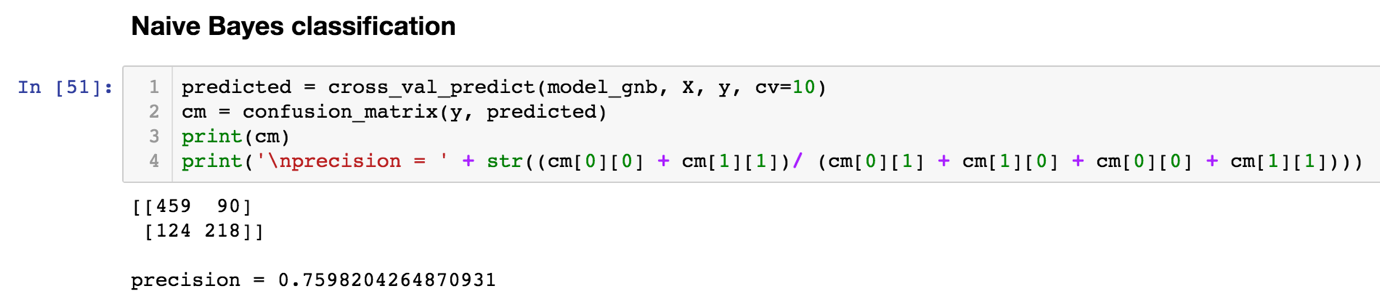 Naive Bayes classification
In [51]:
1 predicted = cross_val_predict(model_gnb, X, y, cv=10)
2 cm = confusion_matrix(y, predicted)
3 print(cm)
4 print('\nprecision = ' + str((cm[0][0] + cm[1][1])/ (cm[0][1] + cm[1][0] + cm[0][0] + cm[1][1])))
[[459  90]
 [124 218]]
precision = 0.7598204264870931